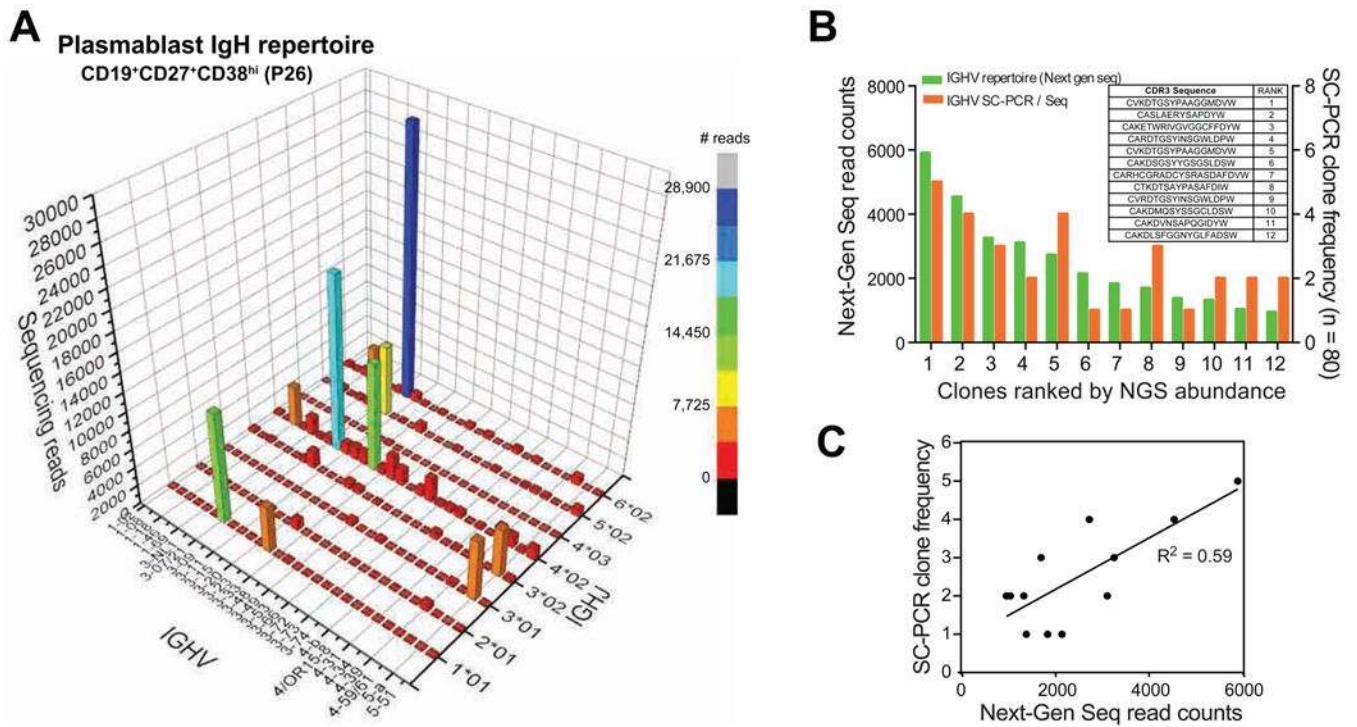 A
Plasmablast IgH repertoire
CD19⁺CD27⁺CD38ʰⁱ (P26)
# reads
28,900
21,675
14,450
7,725
0
Sequencing reads
30000
28000
26000
24000
22000
20000
18000
16000
14000
12000
10000
8000
6000
4000
2000
IGHV
4/OR1
4-59
5-51
IGHJ
6*02
5*02
4*03
4*02
3*02
3*01
2*01
1*01
B
IGHV repertoire (Next gen seq)
IGHV SC-PCR / Seq
CDR3 Sequence RANK
CVKDTGSYPAAGGMDVW 1
CASLAERYSAPDYW 2
CAKETWRIVGVGGCFFDYW 3
CARDTGSYINSGWLDPW 4
CVKDTGSYPAAGGMDVW 5
CAKDSGSYYGSGSLDSW 6
CARHCGRADCYSRASDAFDVW 7
CTKDTSAYPASAFDIW 8
CVRDTGSYINSGWLDPW 9
CAKDMQSYSSGCLDSW 10
CAKDVNSAPQGIDYW 11
CAKDLSFGGNYGLFADSW 12
Next-Gen Seq read counts
8000
6000
4000
2000
0
SC-PCR clone frequency (n = 80)
8
6
4
2
0
1 2 3 4 5 6 7 8 9 10 11 12
Clones ranked by NGS abundance
C
SC-PCR clone frequency
6
5
4
3
2
1
0
R² = 0.59
0 2000 4000 6000
Next-Gen Seq read counts